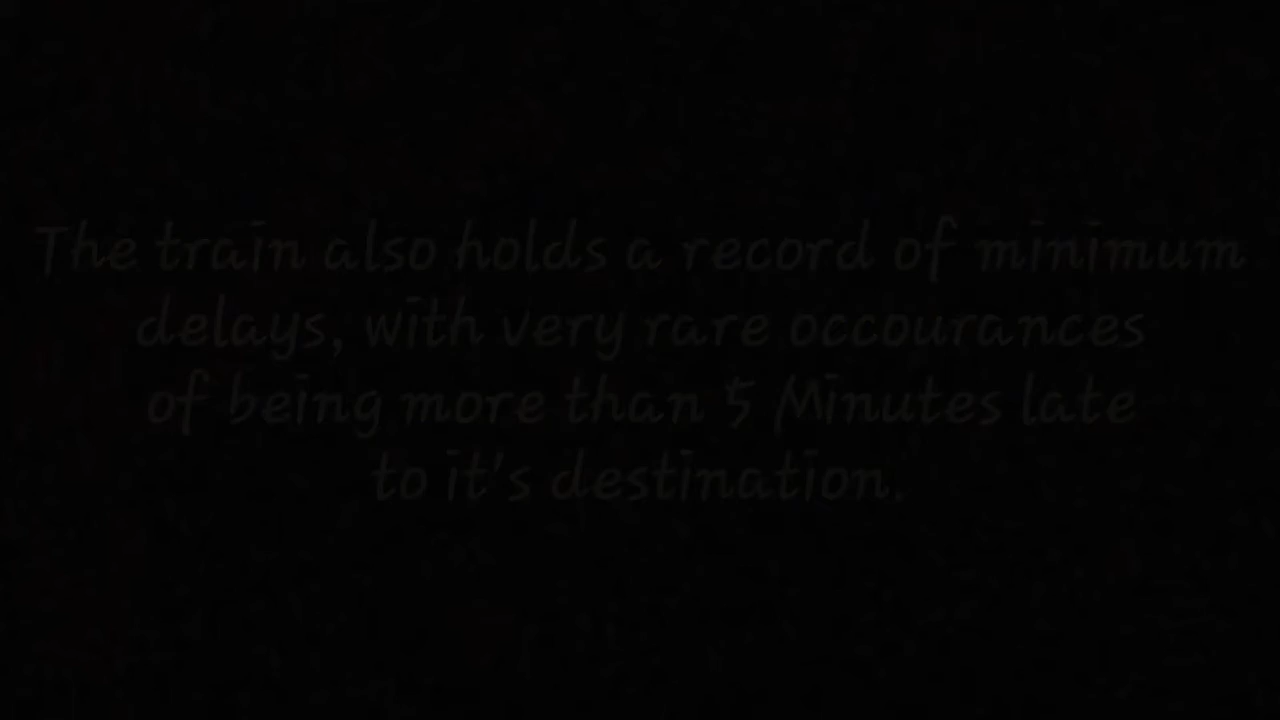 The train also holds a record of minimum
delays, with very rare occourances
of being more than 5 Minutes late
to it's destination.